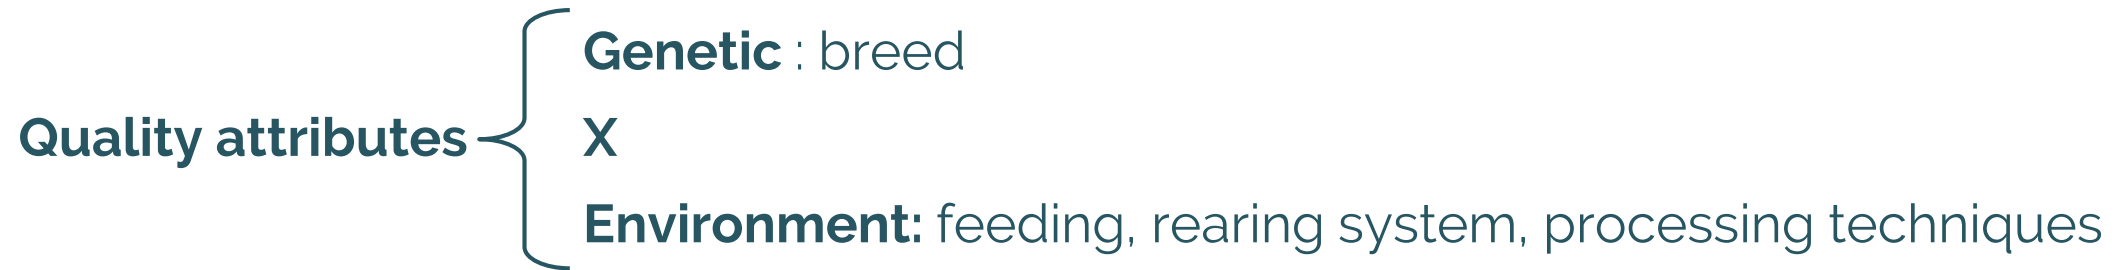 Genetic : breed
Quality attributes X
Environment: feeding, rearing system, processing techniques